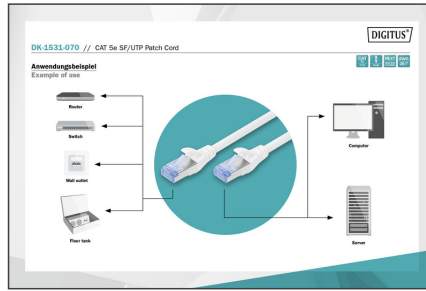 DIGITUS®
DK-1531-070 // CAT 5e SF/UTP Patch Cord
Anwendungsbeispiel
Example of use
Router
Switch
Wall outlet
Floor tank
Computer
Server